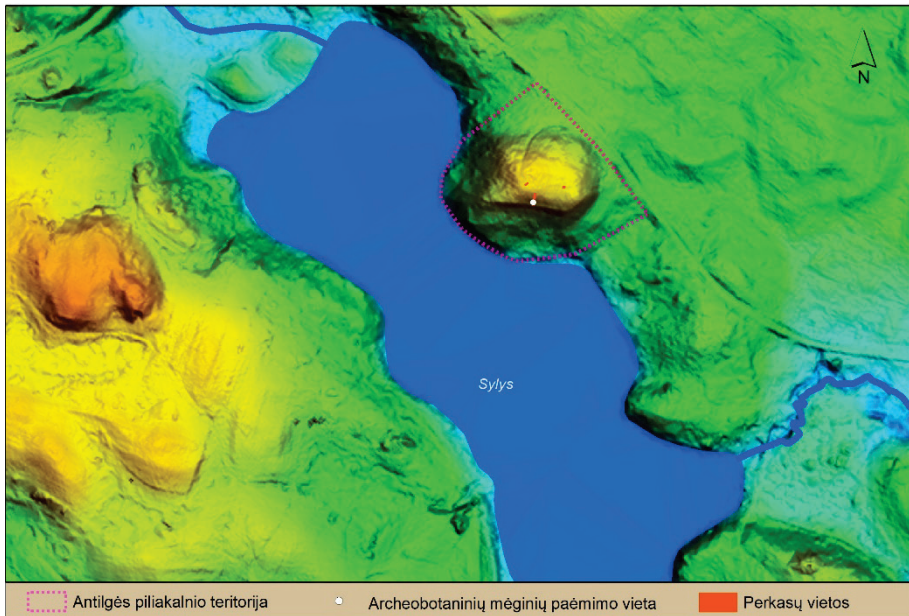 N
Sylys
Antilgės piliakalnio teritorija
Archeobotaninių mėginių paėmimo vieta
Perkasų vietos